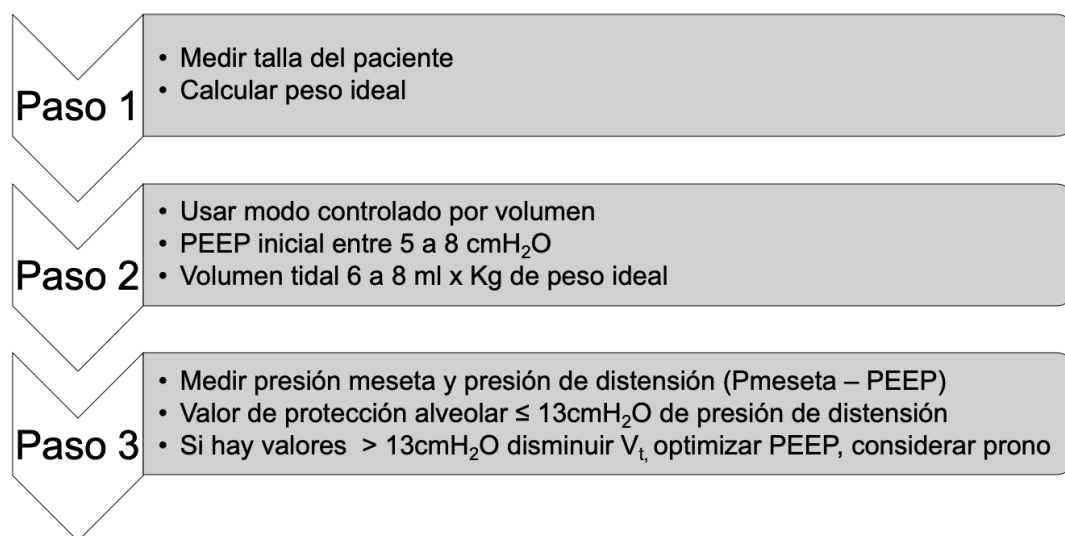 Paso 1
• Medir talla del paciente
• Calcular peso ideal
Paso 2
• Usar modo controlado por volumen
• PEEP inicial entre 5 a 8 cmH₂O
• Volumen tidal 6 a 8 ml x Kg de peso ideal
Paso 3
• Medir presión meseta y presión de distensión (Pmeseta – PEEP)
• Valor de protección alveolar ≤ 13cmH₂O de presión de distensión
• Si hay valores > 13cmH₂O disminuir Vₜ, optimizar PEEP, considerar prono